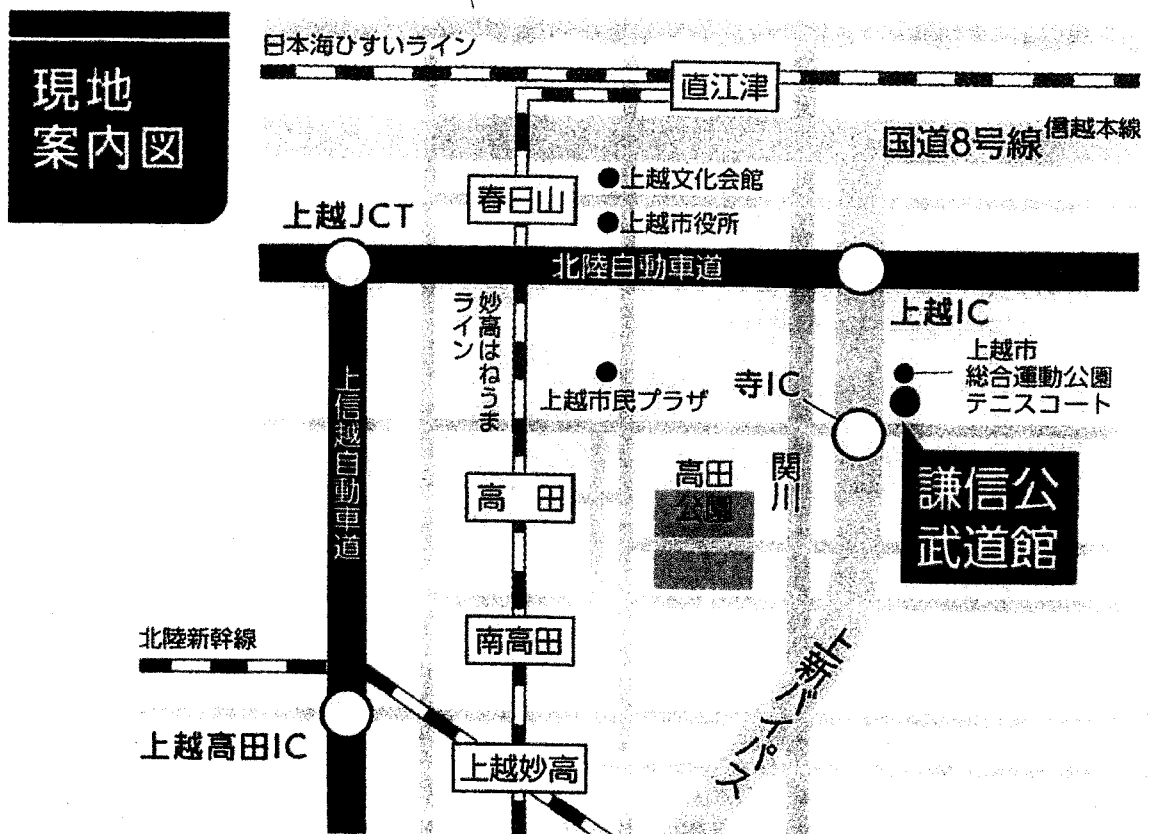 現地
案内図
日本海ひすいライン
直江津
国道8号線
信越本線
春日山
●上越文化会館
●上越市役所
上越JCT
北陸自動車道
上越IC
妙高はねうま
ライン
上越市
総合運動公園
テニスコート
上越市民プラザ
寺IC
上信越自動車道
高田
高田
公園
関川
謙信公
武道館
北陸新幹線
南高田
上新バイパス
上越高田IC
上越妙高